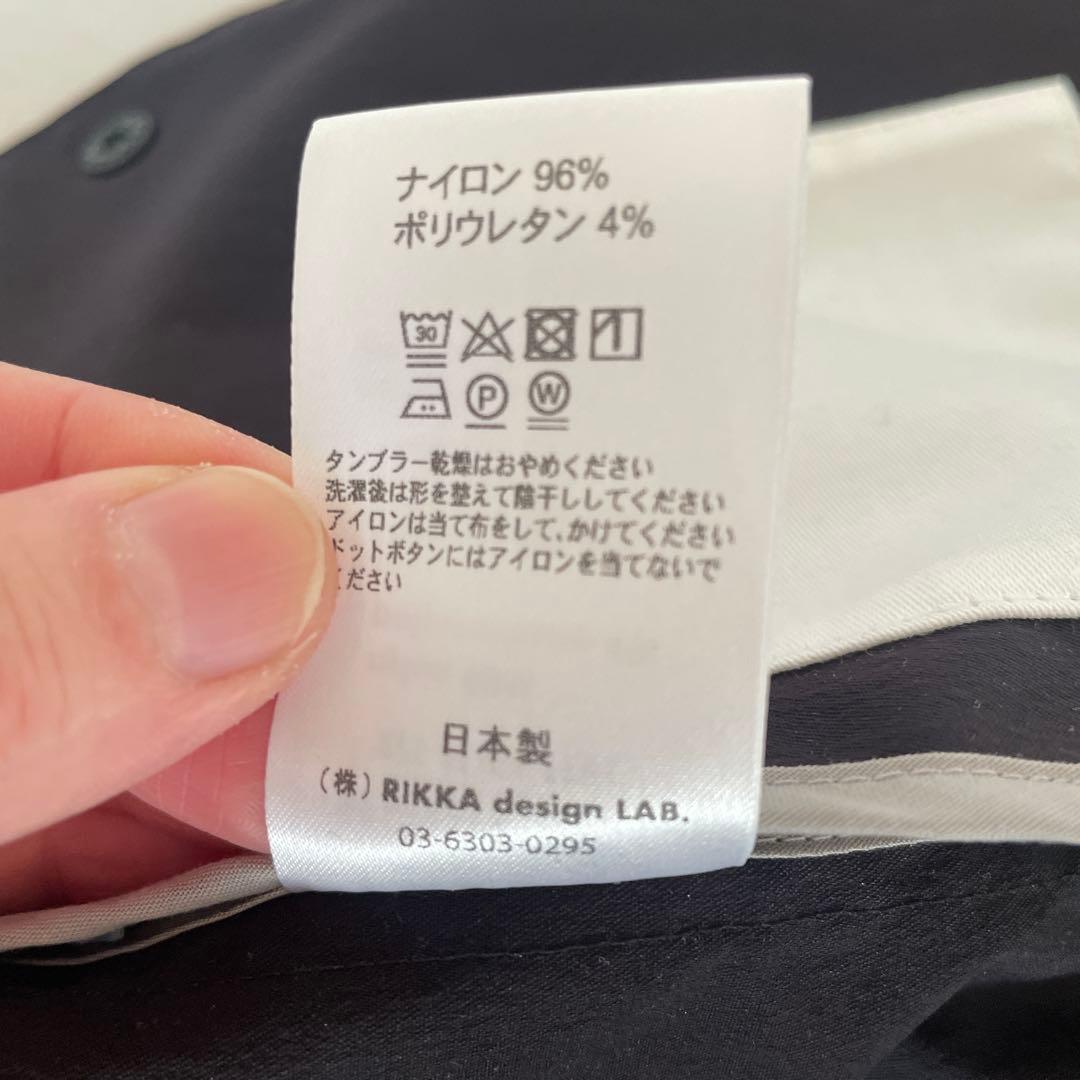 ナイロン 96%
ポリウレタン 4%
30
P W
タンブラー乾燥はおやめください
洗濯後は形を整えて陰干ししてください
アイロンは当て布をして、かけてください
ドットボタンにはアイロンを当てないで
ください
日本製
(株) RIKKA design LAB.
03-6303-0295